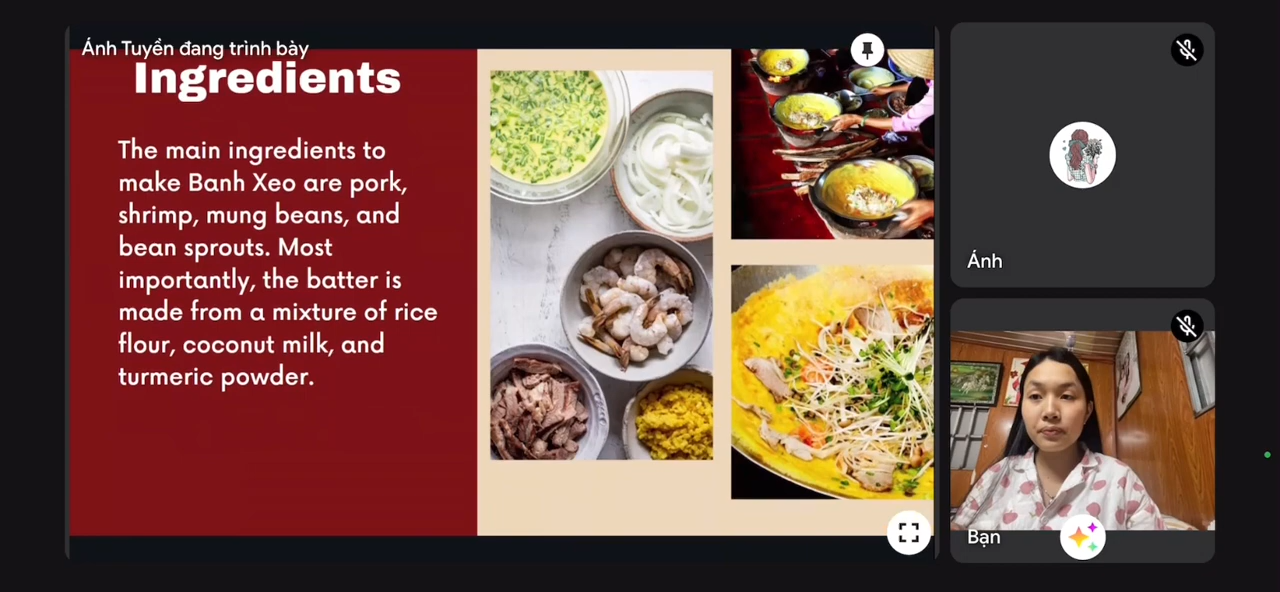 Ánh Tuyền đang trình bày
Ingredients
The main ingredients to
make Banh Xeo are pork,
shrimp, mung beans, and
bean sprouts. Most
importantly, the batter is
made from a mixture of rice
flour, coconut milk, and
turmeric powder.
Ánh
Bạn